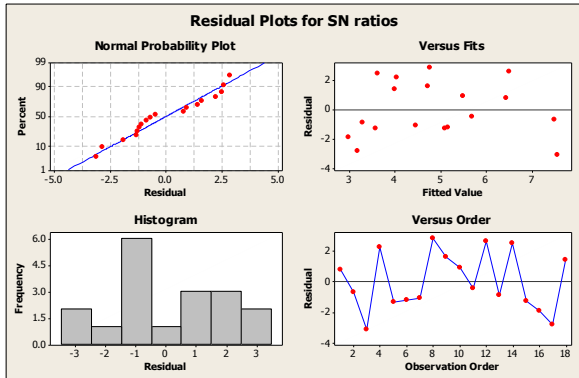 Residual Plots for SN ratios
Normal Probability Plot
99
90
50
10
1
Percent
-5.0 -2.5 0.0 2.5 5.0
Residual
Versus Fits
2
0
-2
-4
Residual
3 4 5 6 7
Fitted Value
Histogram
6.0
4.5
3.0
1.5
0.0
Frequency
-3 -2 -1 0 1 2 3
Residual
Versus Order
2
0
-2
-4
Residual
2 4 6 8 10 12 14 16 18
Observation Order